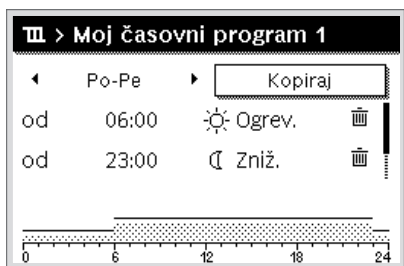 > Moj časovni program 1
Po-Pe Kopiraj
od 06:00 Ogrev.
od 23:00 Zniž.
0 6 12 18 24